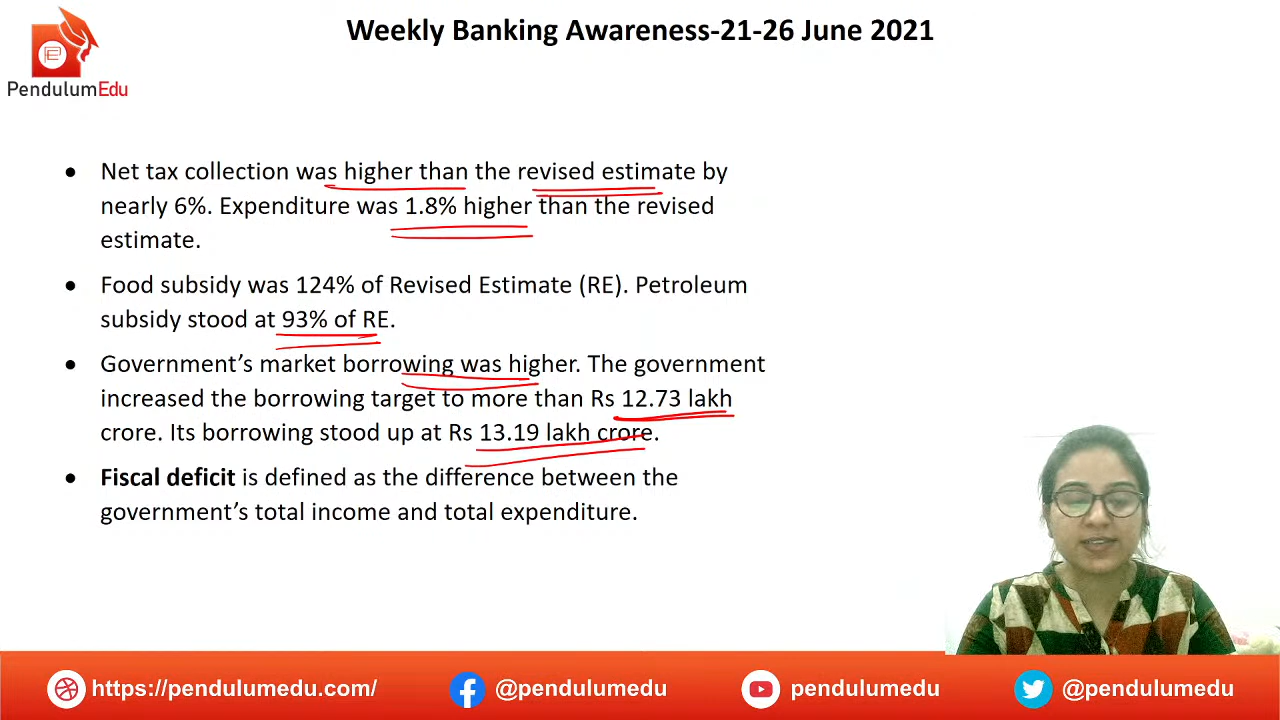 Weekly Banking Awareness-21-26 June 2021
PendulumEdu
• Net tax collection was higher than the revised estimate by
nearly 6%. Expenditure was 1.8% higher than the revised
estimate.
• Food subsidy was 124% of Revised Estimate (RE). Petroleum
subsidy stood at 93% of RE.
• Government’s market borrowing was higher. The government
increased the borrowing target to more than Rs 12.73 lakh
crore. Its borrowing stood up at Rs 13.19 lakh crore.
• Fiscal deficit is defined as the difference between the
government’s total income and total expenditure.
https://pendulumedu.com/ @pendulumedu pendulumedu @pendulumedu